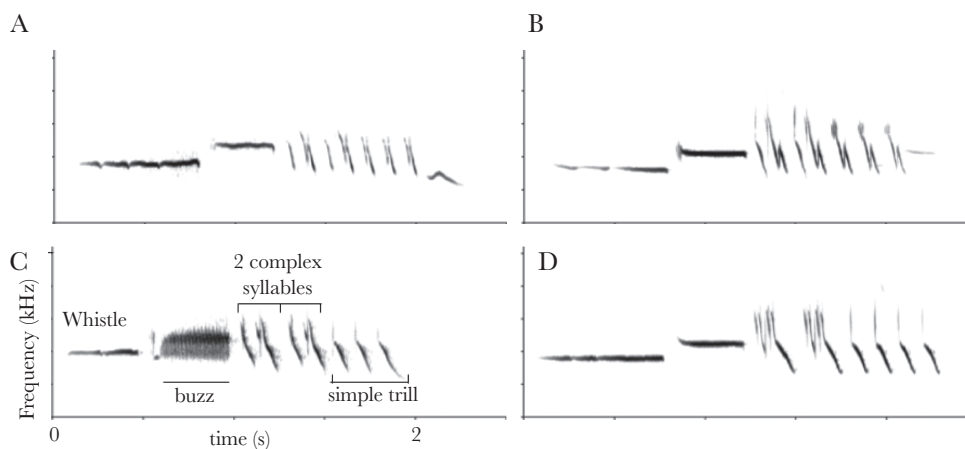 A
B
C
2 complex
syllables
D
Whistle
Frequency (kHz)
buzz
simple trill
0
2
time (s)